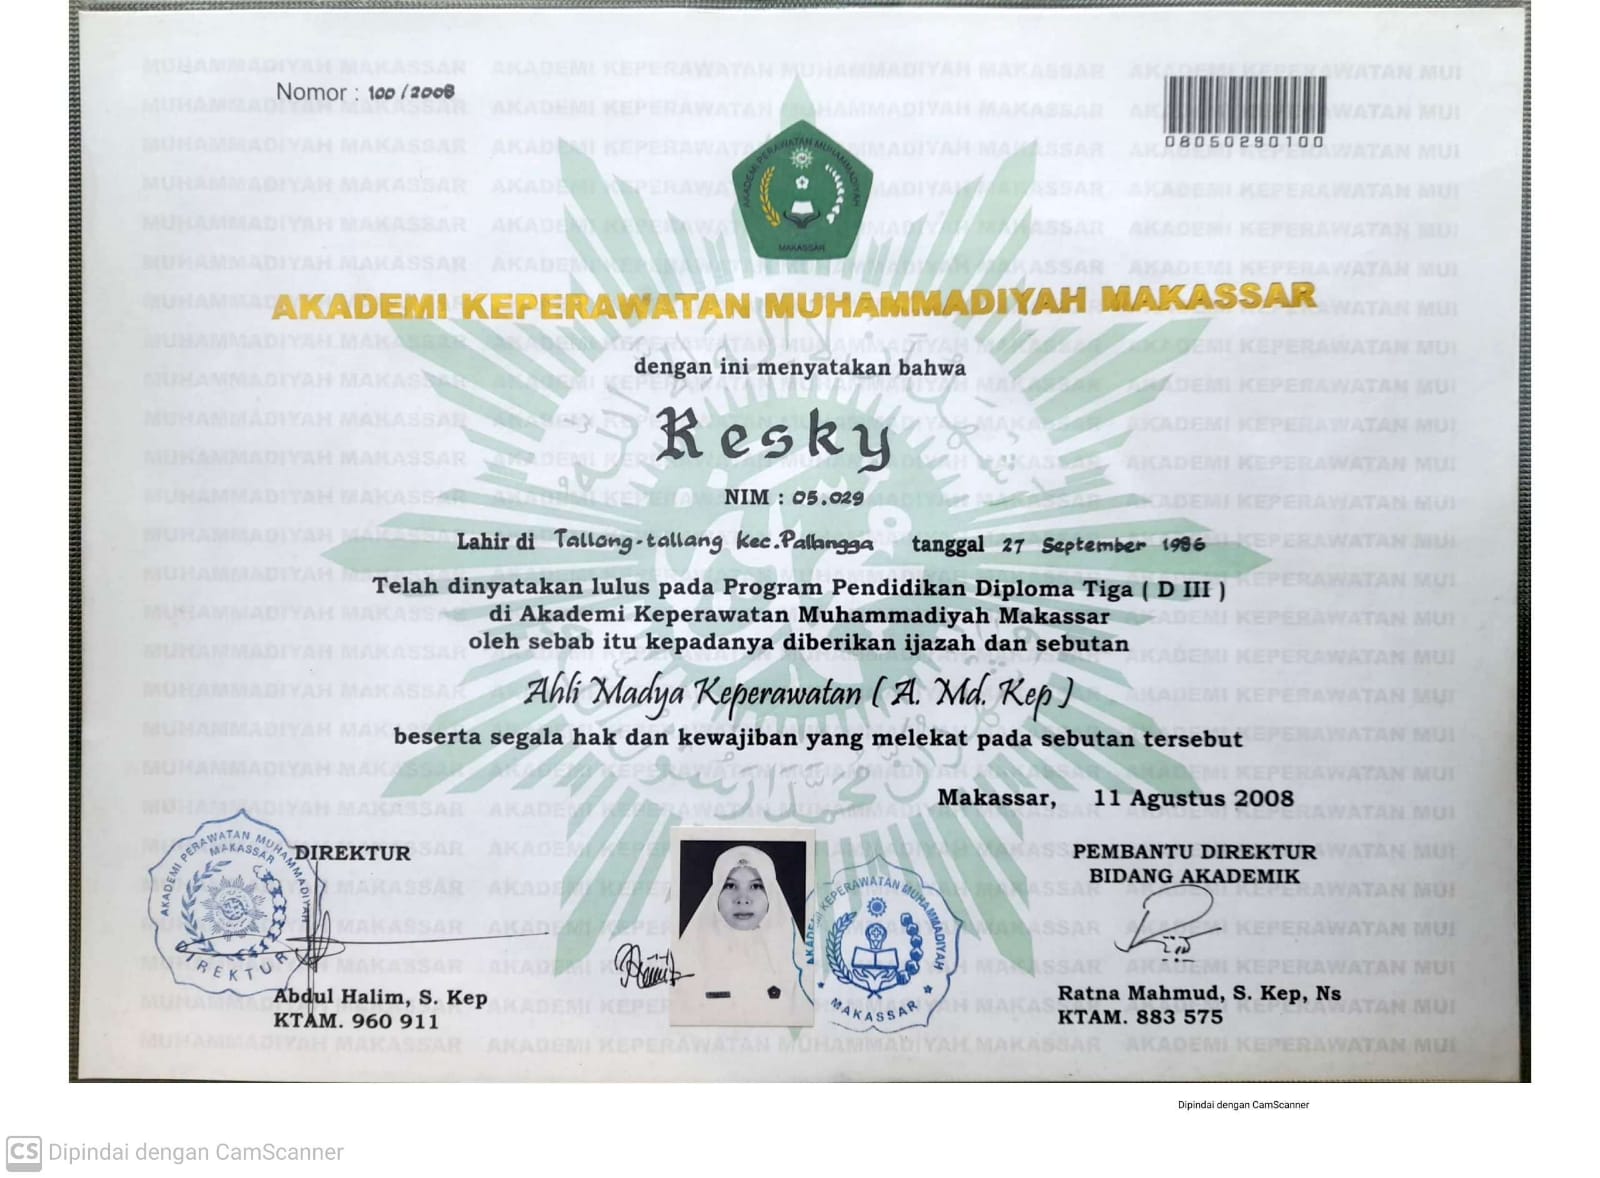 Nomor : 100 / 2008
08050290100
AKADEMI PERAWATAN MUHAMMADIYAH
MAKASSAR
AKADEMI KEPERAWATAN MUHAMMADIYAH MAKASSAR
dengan ini menyatakan bahwa
Resky
NIM : 05.029
Lahir di Tallang-tallang Kec.Pallangga tanggal 27 September 1986
Telah dinyatakan lulus pada Program Pendidikan Diploma Tiga ( D III )
di Akademi Keperawatan Muhammadiyah Makassar
oleh sebab itu kepadanya diberikan ijazah dan sebutan
Ahli Madya Keperawatan ( A. Md. Kep )
beserta segala hak dan kewajiban yang melekat pada sebutan tersebut
Makassar, 11 Agustus 2008
DIREKTUR
AKADEMI PERAWATAN MUHAMMADIYAH
MAKASSAR
DIREKTUR
Abdul Halim, S. Kep
KTAM. 960 911
AKADEMI KEPERAWATAN MUHAMMADIYAH
MAKASSAR
PEMBANTU DIREKTUR
BIDANG AKADEMIK
Ratna Mahmud, S. Kep, Ns
KTAM. 883 575
Dipindai dengan CamScanner
CS Dipindai dengan CamScanner